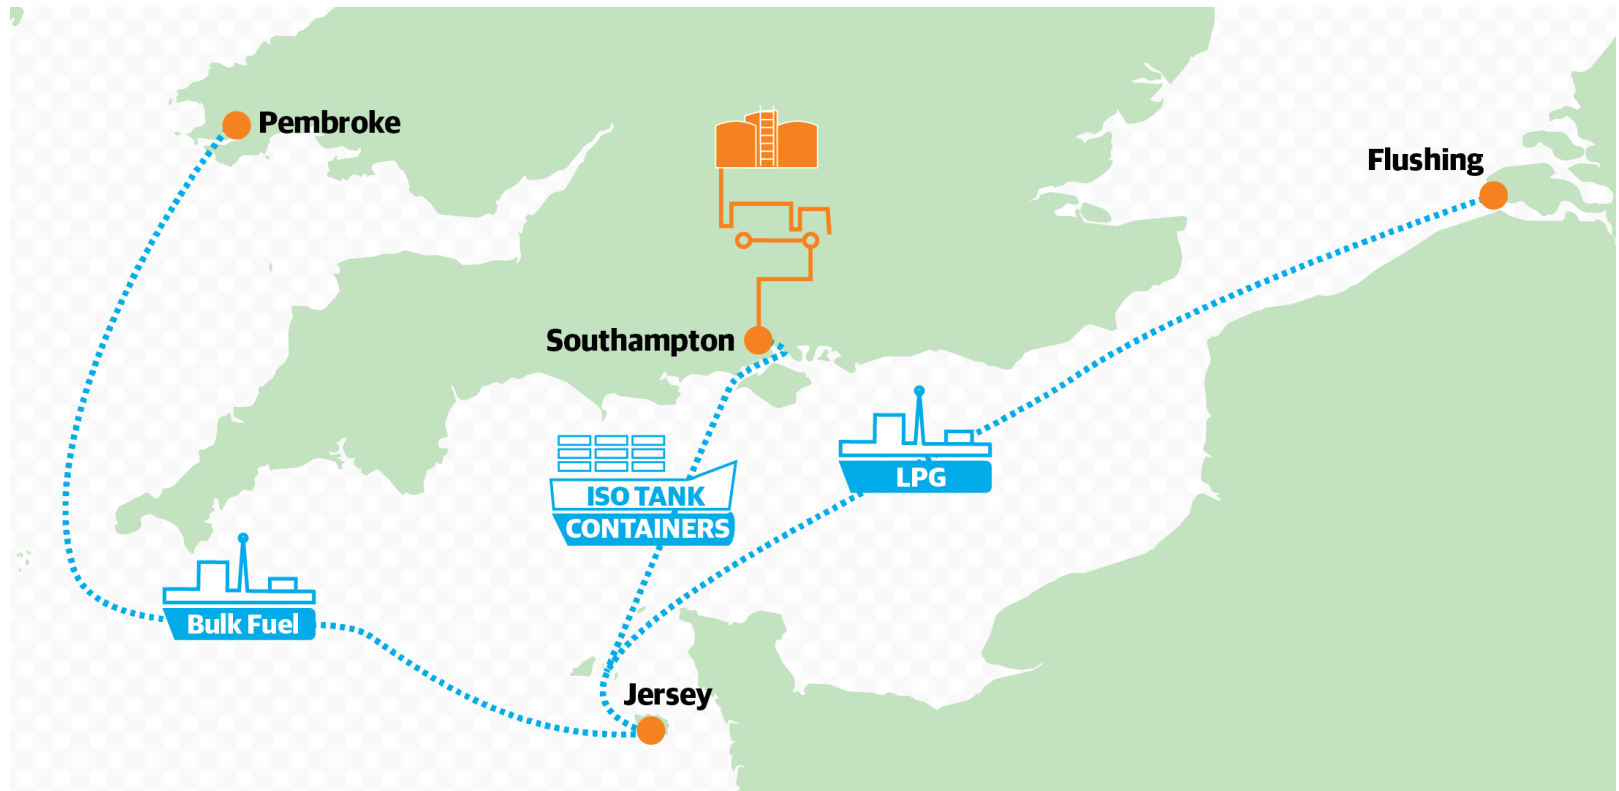 Pembroke
Flushing
Southampton
LPG
ISO TANK
CONTAINERS
Bulk Fuel
Jersey